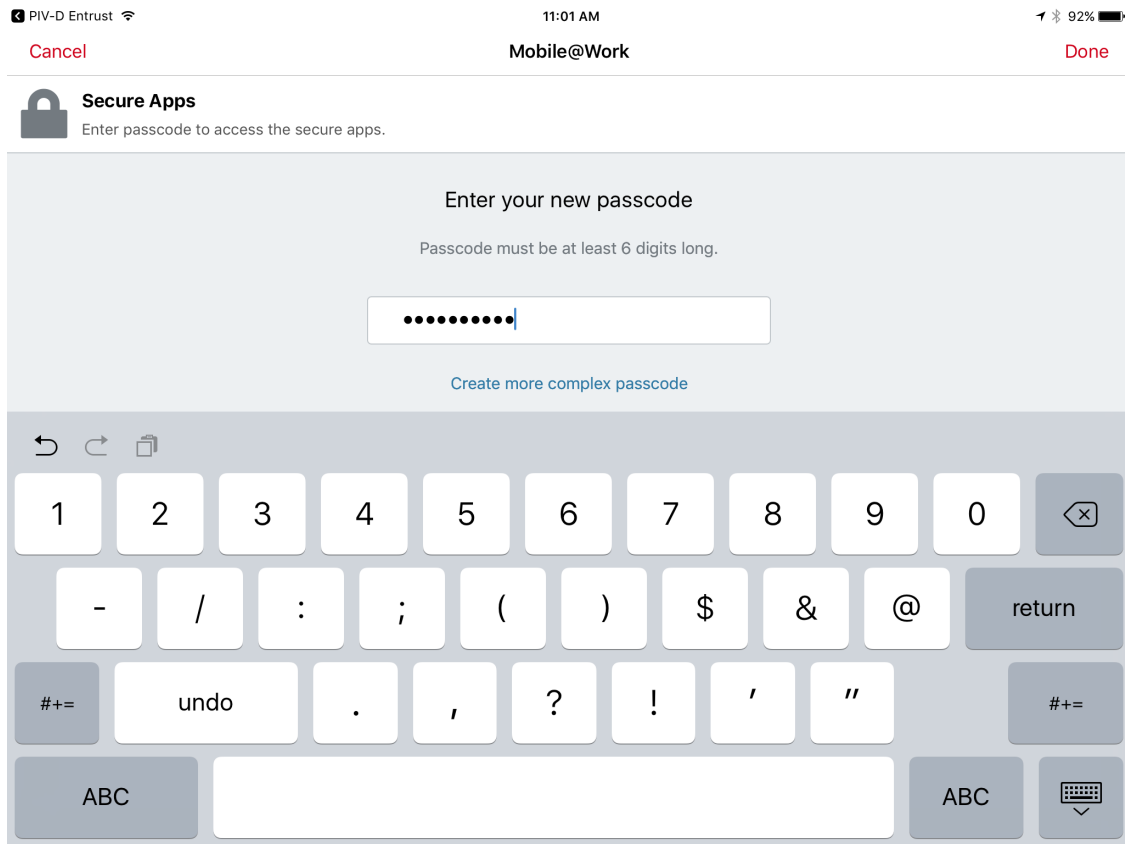 PIV-D Entrust 11:01 AM 92%
Cancel Mobile@Work Done
Secure Apps
Enter passcode to access the secure apps.
Enter your new passcode
Passcode must be at least 6 digits long.
••••••••••
Create more complex passcode
1 2 3 4 5 6 7 8 9 0
- / : ; ( ) $ & @ return
#+= undo . , ? ! ' " #+=
ABC ABC